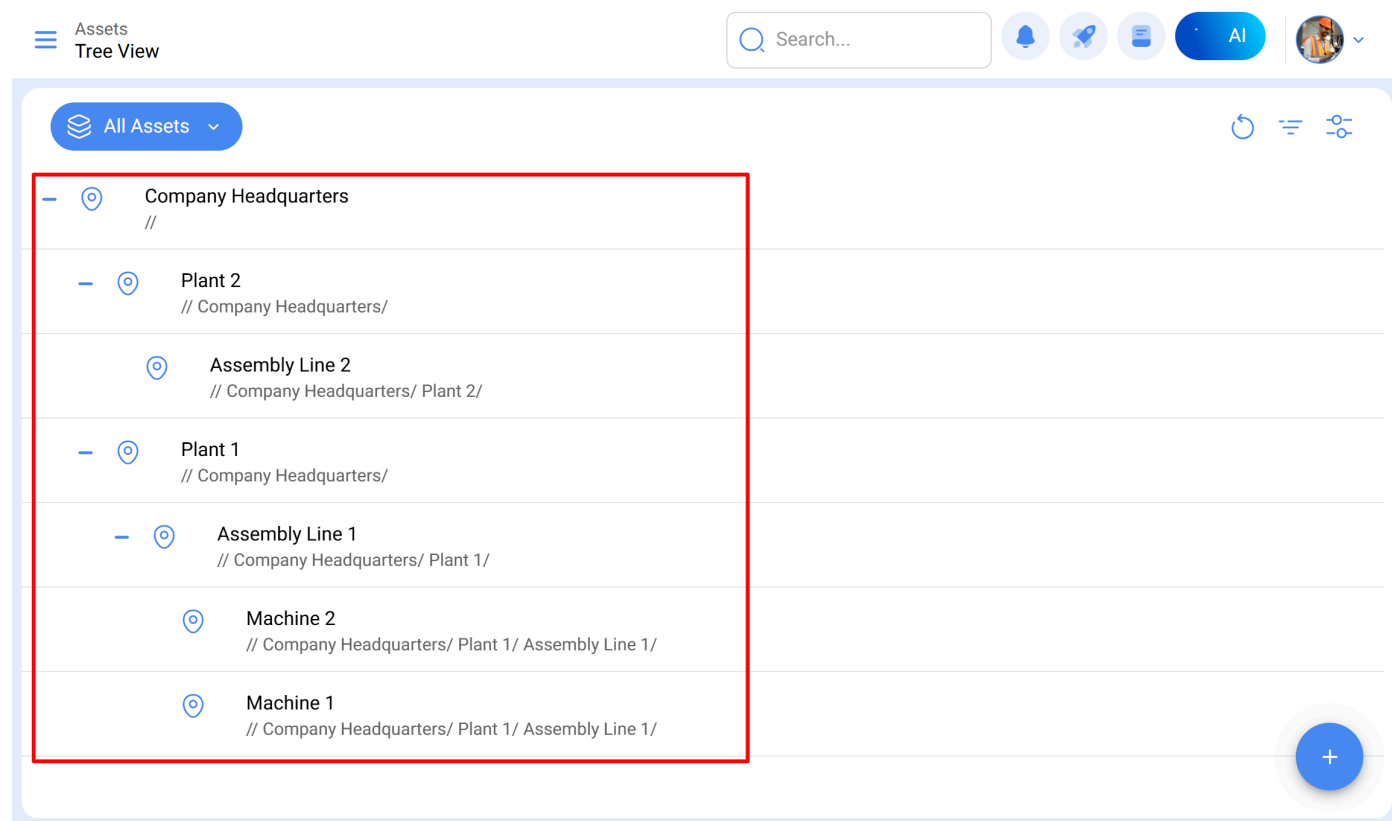 Assets
Tree View
Search...
AI
All Assets
Company Headquarters
//
Plant 2
// Company Headquarters/
Assembly Line 2
// Company Headquarters/ Plant 2/
Plant 1
// Company Headquarters/
Assembly Line 1
// Company Headquarters/ Plant 1/
Machine 2
// Company Headquarters/ Plant 1/ Assembly Line 1/
Machine 1
// Company Headquarters/ Plant 1/ Assembly Line 1/